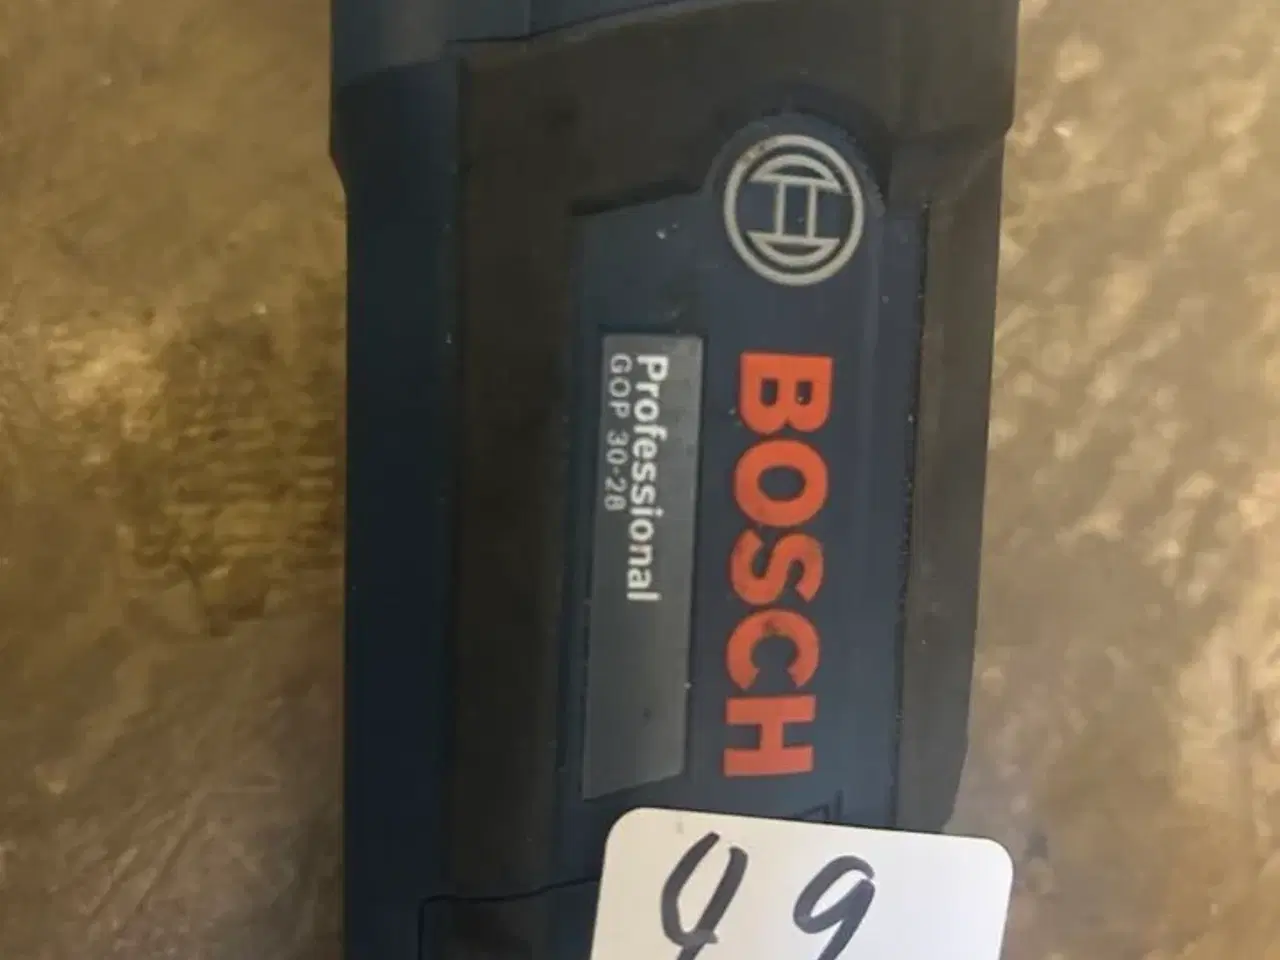 BOSCH
Professional
GOP 30-28
49